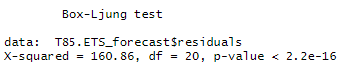 Box-Ljung test
data: T85.ETS_forecast$residuals
X-squared = 160.86, df = 20, p-value < 2.2e-16